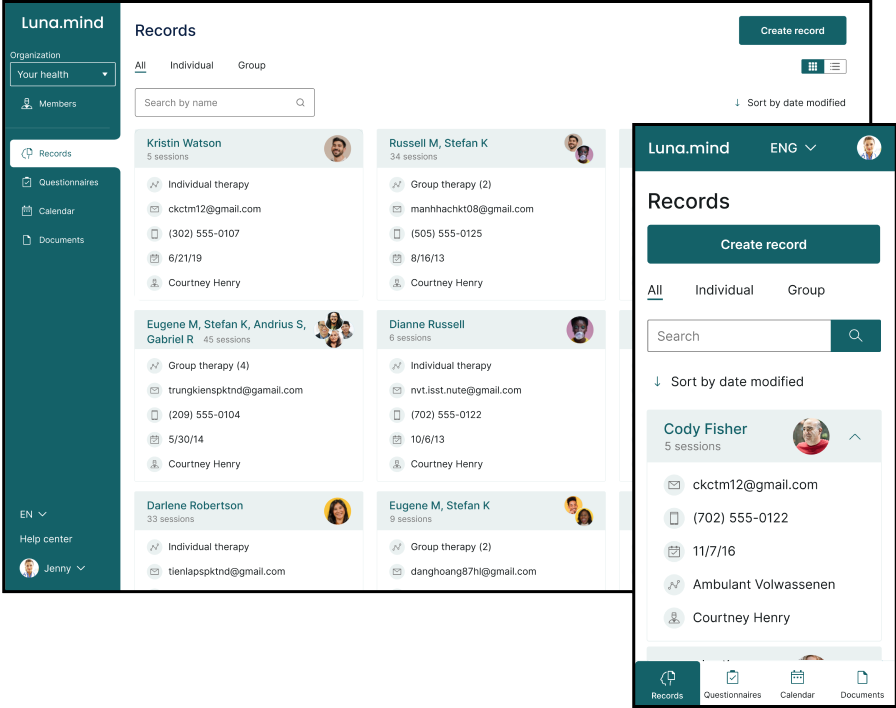 Luna.mind
Organization
Your health
Members
Records
Questionnaires
Calendar
Documents
EN
Help center
Jenny
Records
Create record
All Individual Group
Search by name
Sort by date modified
Kristin Watson
5 sessions
Individual therapy
ckctm12@gmail.com
(302) 555-0107
6/21/19
Courtney Henry
Russell M, Stefan K
34 sessions
Group therapy (2)
manhhachkt08@gmail.com
(505) 555-0125
8/16/13
Courtney Henry
Eugene M, Stefan K, Andrius S,
Gabriel R 45 sessions
Group therapy (4)
trungkienspktnd@gamail.com
(209) 555-0104
5/30/14
Courtney Henry
Dianne Russell
6 sessions
Individual therapy
nvt.isst.nute@gmail.com
(702) 555-0122
10/6/13
Courtney Henry
Darlene Robertson
33 sessions
Individual therapy
tienlapspktnd@gmail.com
Eugene M, Stefan K
9 sessions
Group therapy (2)
danghoang87hl@gmail.com
Luna.mind ENG
Records
Create record
All Individual Group
Search
Sort by date modified
Cody Fisher
5 sessions
ckctm12@gmail.com
(702) 555-0122
11/7/16
Ambulant Volwassenen
Courtney Henry
Records Questionnaires Calendar Documents